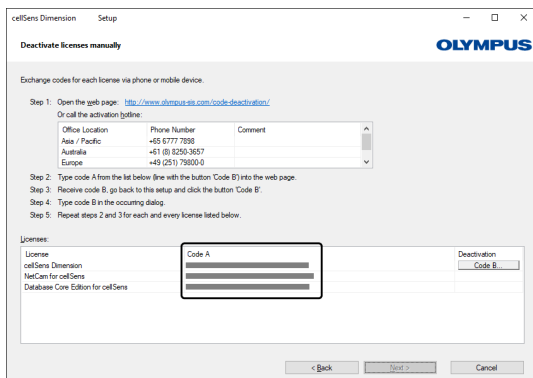 cellSens Dimension Setup
Deactivate licenses manually
OLYMPUS
Exchange codes for each license via phone or mobile device.
Step 1: Open the web page: http://www.olympus-sis.com/code-deactivation/
Or call the activation hotline:
Office Location Phone Number Comment
Asia / Pacific +65 6777 7898
Australia +61 (8) 8250-3657
Europe +49 (251) 79800-0
Step 2: Type code A from the list below (line with the button 'Code B') into the web page.
Step 3: Receive code B, go back to this setup and click the button 'Code B'.
Step 4: Type code B in the occurring dialog.
Step 5: Repeat steps 2 and 3 for each and every license listed below.
Licenses:
License Code A Deactivation
cellSens Dimension Code B...
NetCam for cellSens
Database Core Edition for cellSens
< Back Next > Cancel